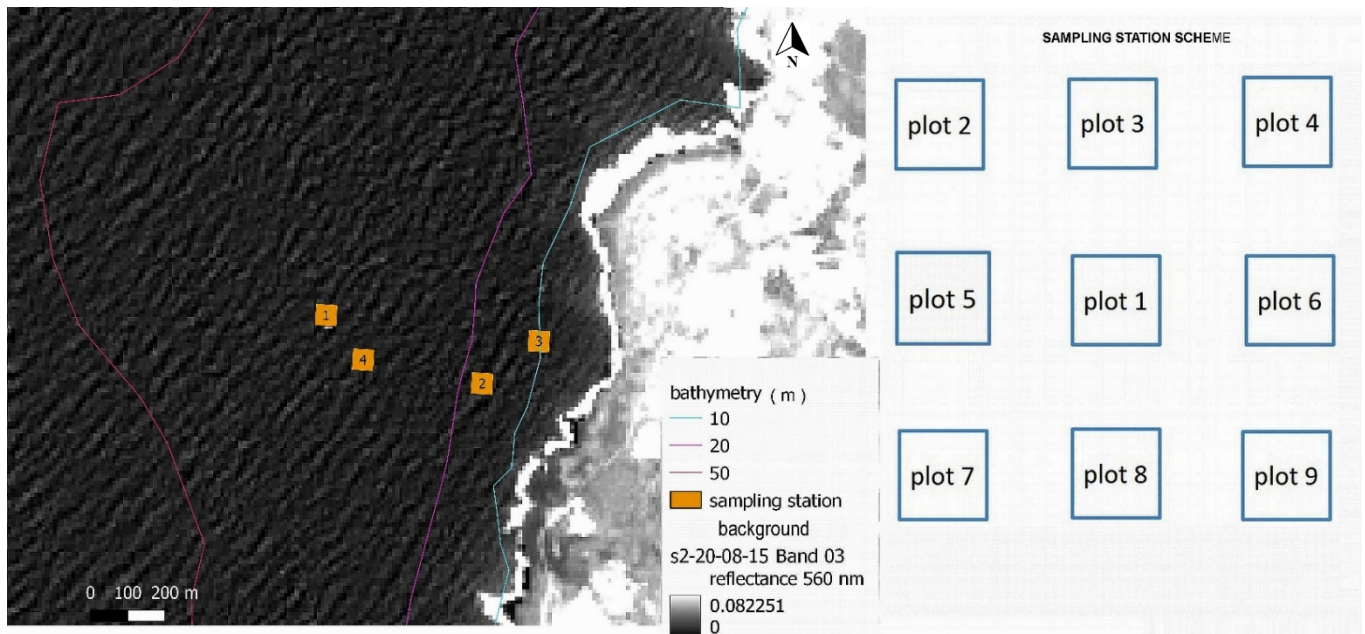 N
1
4
2
3
0 100 200 m
bathymetry ( m )
10
20
50
sampling station
background
s2-20-08-15 Band 03
reflectance 560 nm
0.082251
0
SAMPLING STATION SCHEME
plot 2 plot 3 plot 4
plot 5 plot 1 plot 6
plot 7 plot 8 plot 9